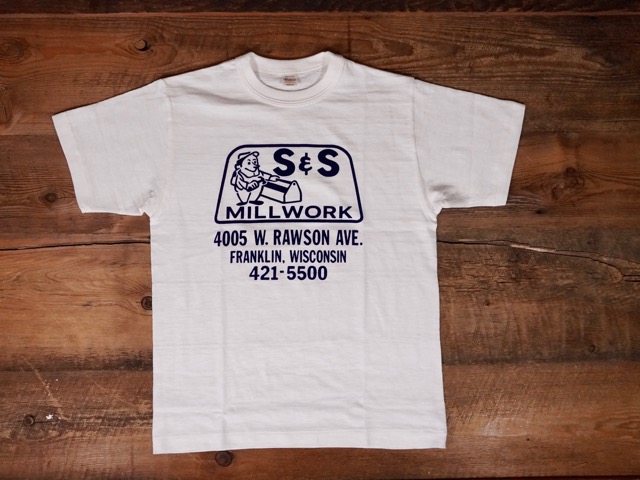 S&S
MILLWORK
4005 W. RAWSON AVE.
FRANKLIN, WISCONSIN
421-5500